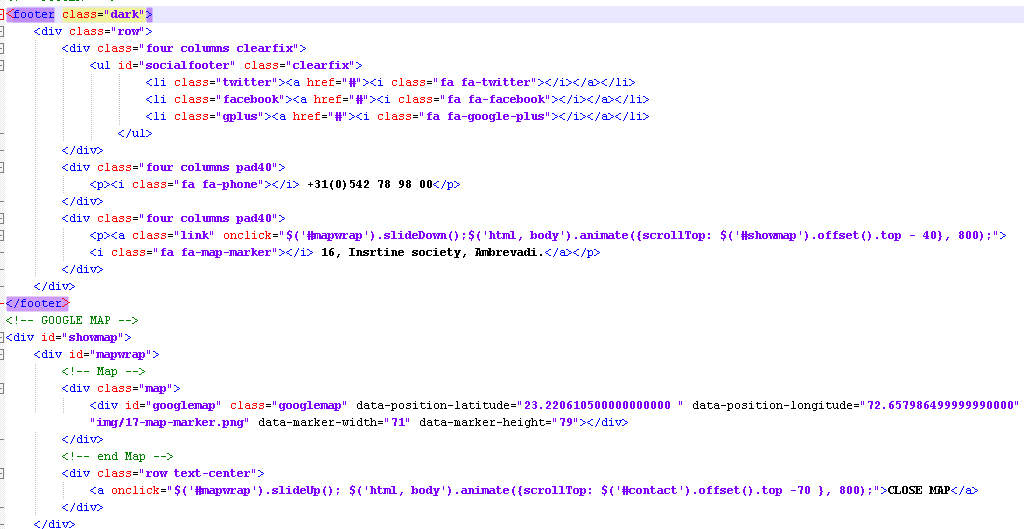 <footer class="dark">
<div class="row">
<div class="four columns clearfix">
<ul id="socialfooter" class="clearfix">
<li class="twitter"><a href="#"><i class="fa fa-twitter"></i></a></li>
<li class="facebook"><a href="#"><i class="fa fa-facebook"></i></a></li>
<li class="gplus"><a href="#"><i class="fa fa-google-plus"></i></a></li>
</ul>
</div>
<div class="four columns pad40">
<p><i class="fa fa-phone"></i> +31(0)542 78 98 00</p>
</div>
<div class="four columns pad40">
<p><a class="link" onclick="$('#mapwrap').slideDown();$('html, body').animate({scrollTop: $('#showmap').offset().top - 40}, 800);">
<i class="fa fa-map-marker"></i> 16, Insrtine society, Ambrevadi.</a></p>
</div>
</div>
</footer>
<!-- GOOGLE MAP -->
<div id="showmap">
<div id="mapwrap">
<!-- Map -->
<div class="map">
<div id="googlemap" class="googlemap" data-position-latitude="23.220610500000000000 " data-position-longitude="72.657986499999990000"
"img/17-map-marker.png" data-marker-width="71" data-marker-height="79"></div>
</div>
<!-- end Map -->
<div class="row text-center">
<a onclick="$('#mapwrap').slideUp(); $('html, body').animate({scrollTop: $('#contact').offset().top -70 }, 800);">CLOSE MAP</a>
</div>
</div>